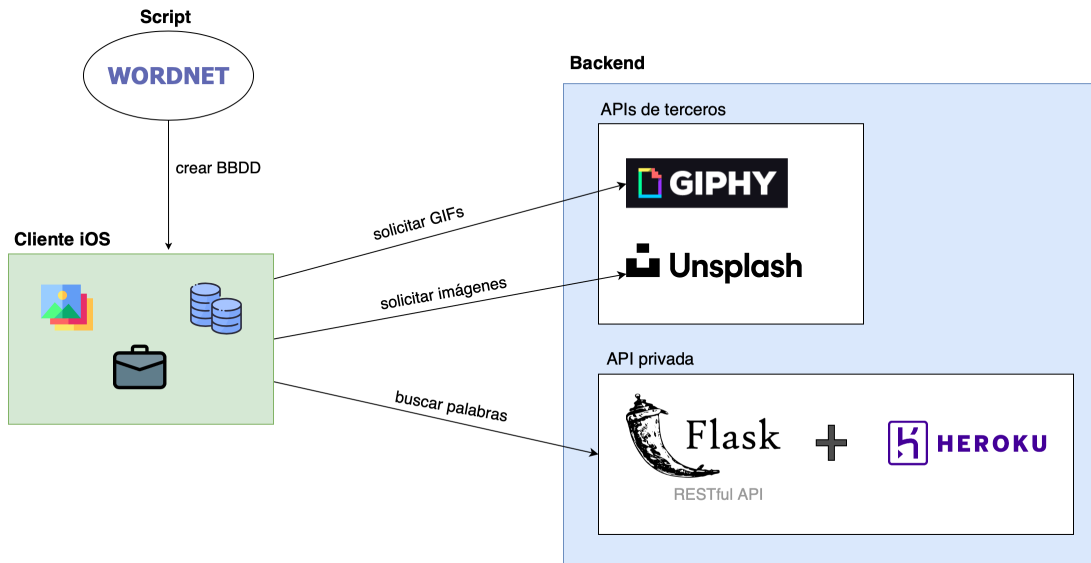 Script
WORDNET
crear BBDD
Cliente iOS
solicitar GIFs
solicitar imágenes
buscar palabras
Backend
APIs de terceros
GIPHY
Unsplash
API privada
Flask
RESTful API
HEROKU